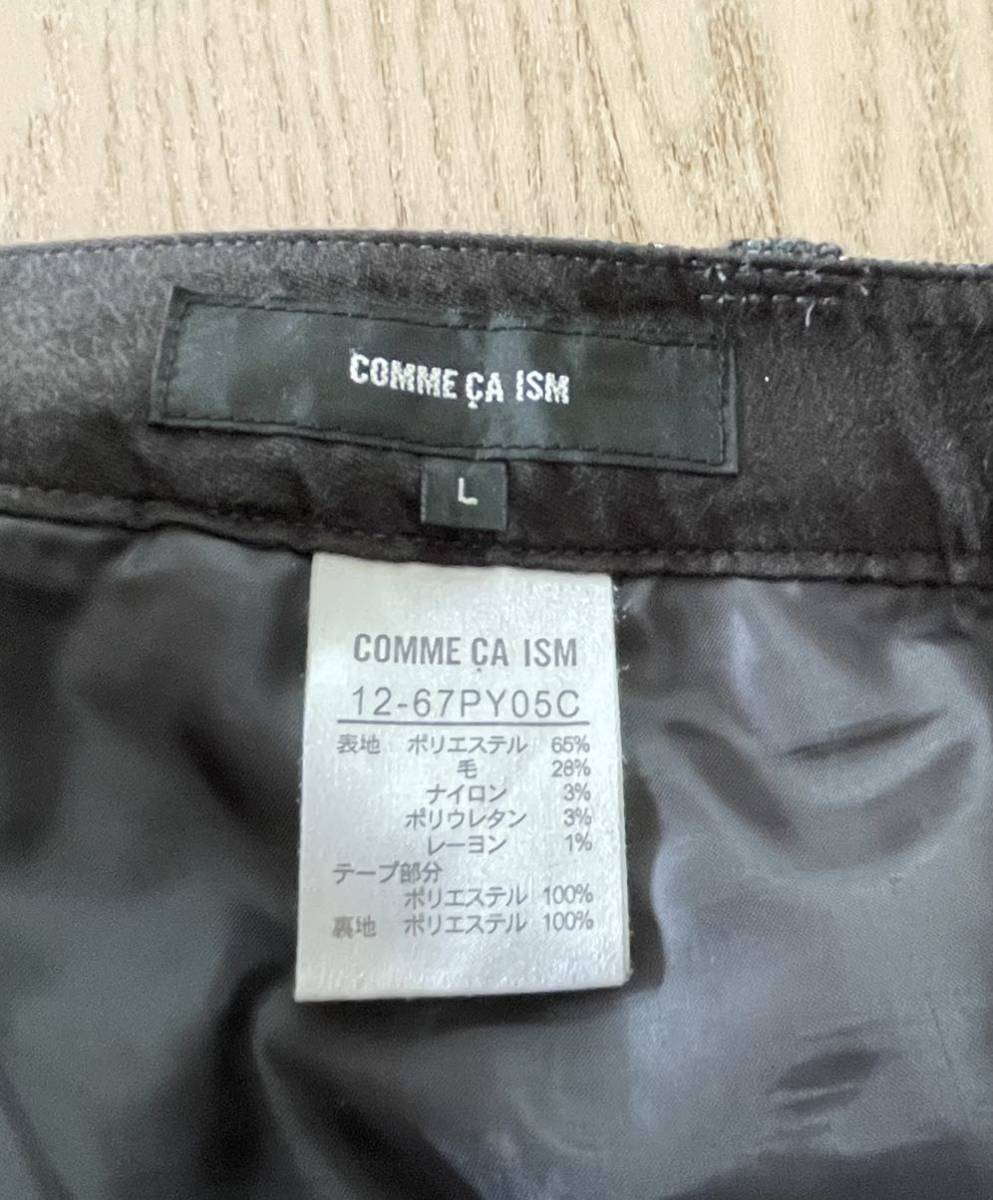 COMME ÇA ISM
L
COMME ÇA ISM
12-67PY05C
表地 ポリエステル 65%
毛 28%
ナイロン 3%
ポリウレタン 3%
レーヨン 1%
テープ部分
ポリエステル 100%
裏地 ポリエステル 100%